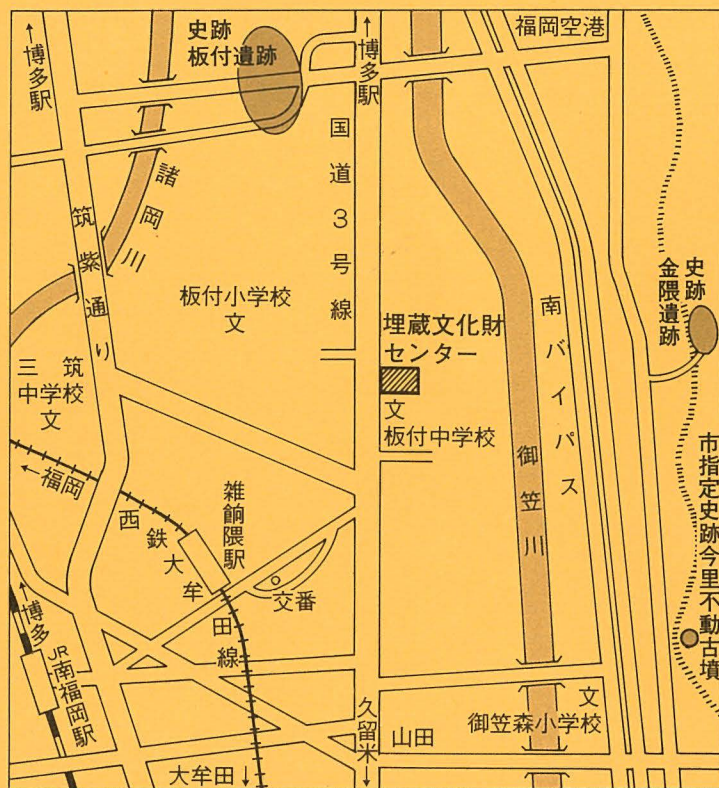 史跡
板付遺跡
↑博多駅
↑博多駅
福岡空港
諸岡川
国道3号線
筑紫通り
板付小学校
文
史跡
金隈遺跡
南バイパス
埋蔵文化財
センター
文
板付中学校
三筑
中学校
文
←福岡
西鉄大牟田線
雑餉隈駅
御笠川
交番
市指定史跡今里不動古墳
↑博多
JR南福岡駅
久留米↓
山田
文
御笠森小学校
大牟田↓